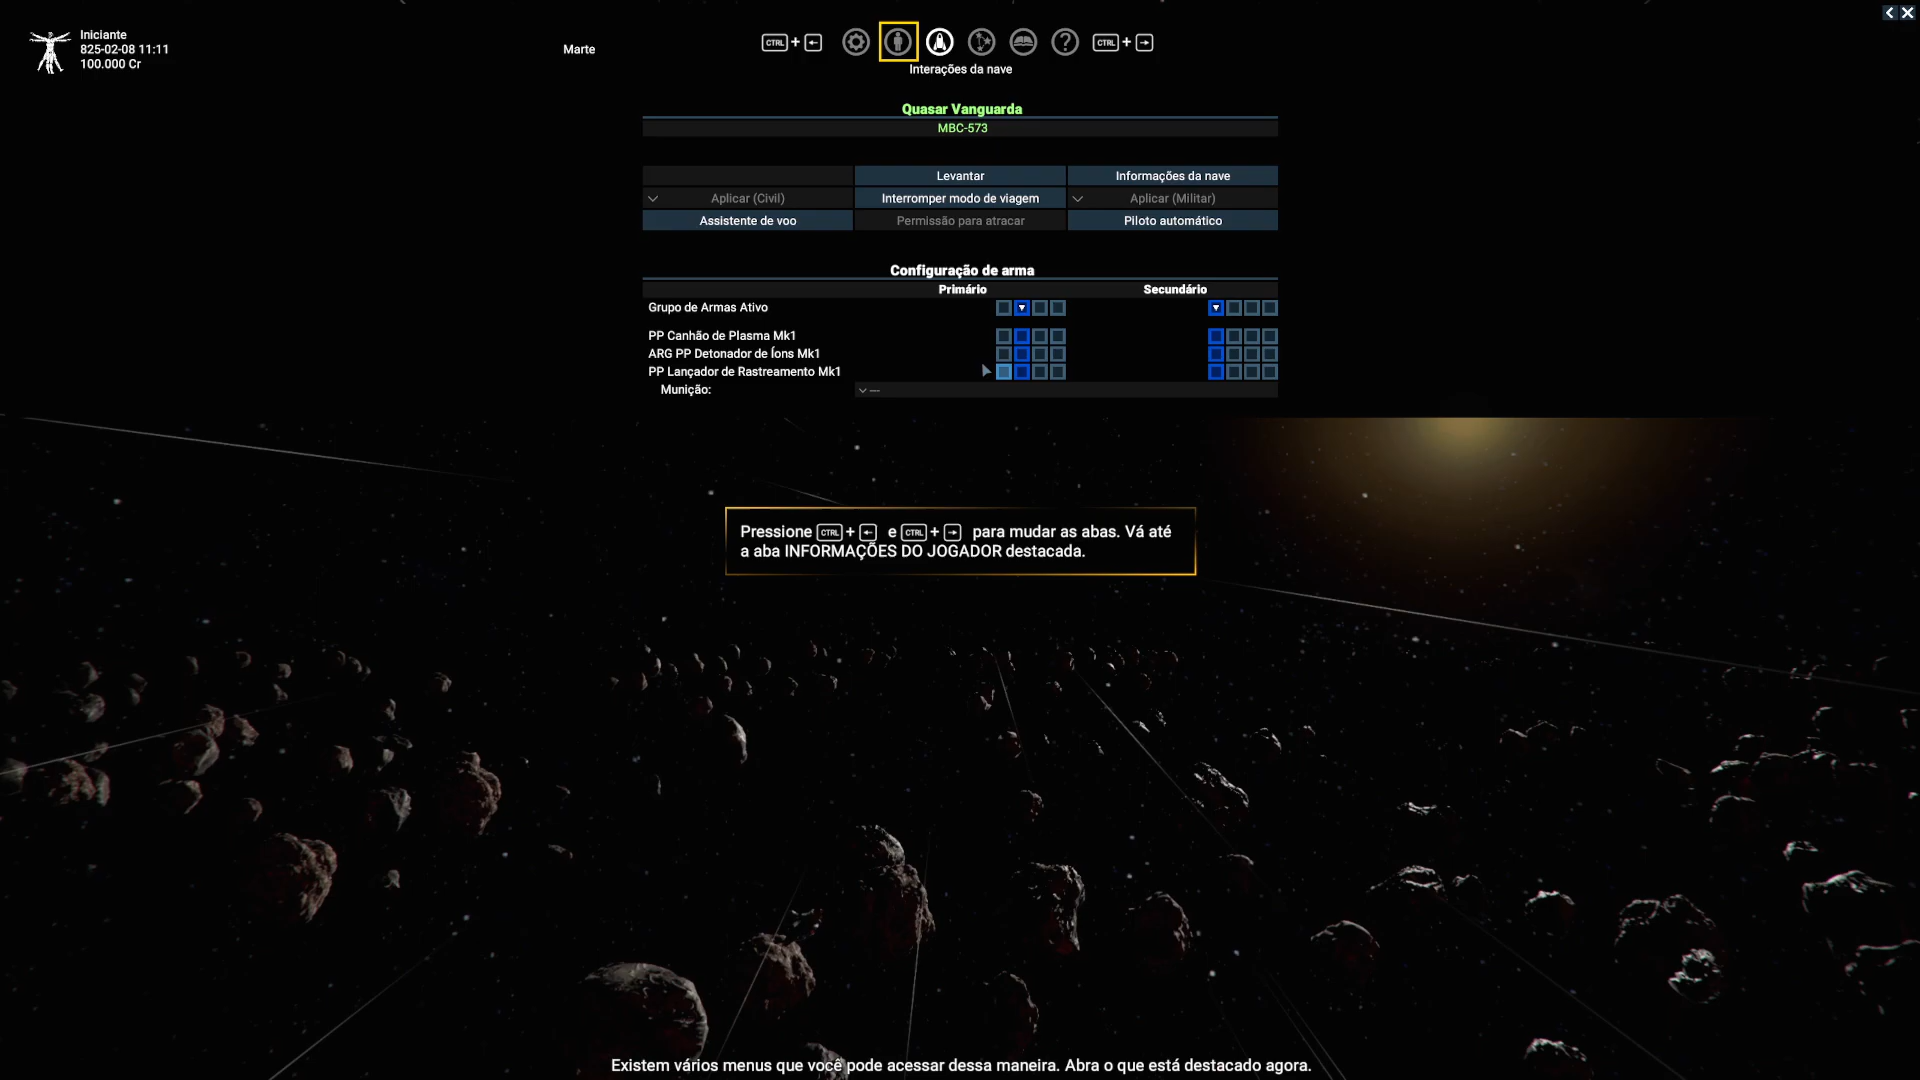 Iniciante
825-02-08 11:11
100.000 Cr
Marte
CTRL + ← ? CTRL + →
Interações da nave
Quasar Vanguarda
MBC-573
Levantar Informações da nave
Aplicar (Civil) Interromper modo de viagem Aplicar (Militar)
Assistente de voo Permissão para atracar Piloto automático
Configuração de arma
Primário Secundário
Grupo de Armas Ativo
PP Canhão de Plasma Mk1
ARG PP Detonador de Íons Mk1
PP Lançador de Rastreamento Mk1
Munição: ---
Pressione CTRL + ← e CTRL + → para mudar as abas. Vá até
a aba INFORMAÇÕES DO JOGADOR destacada.
Existem vários menus que você pode acessar dessa maneira. Abra o que está destacado agora.